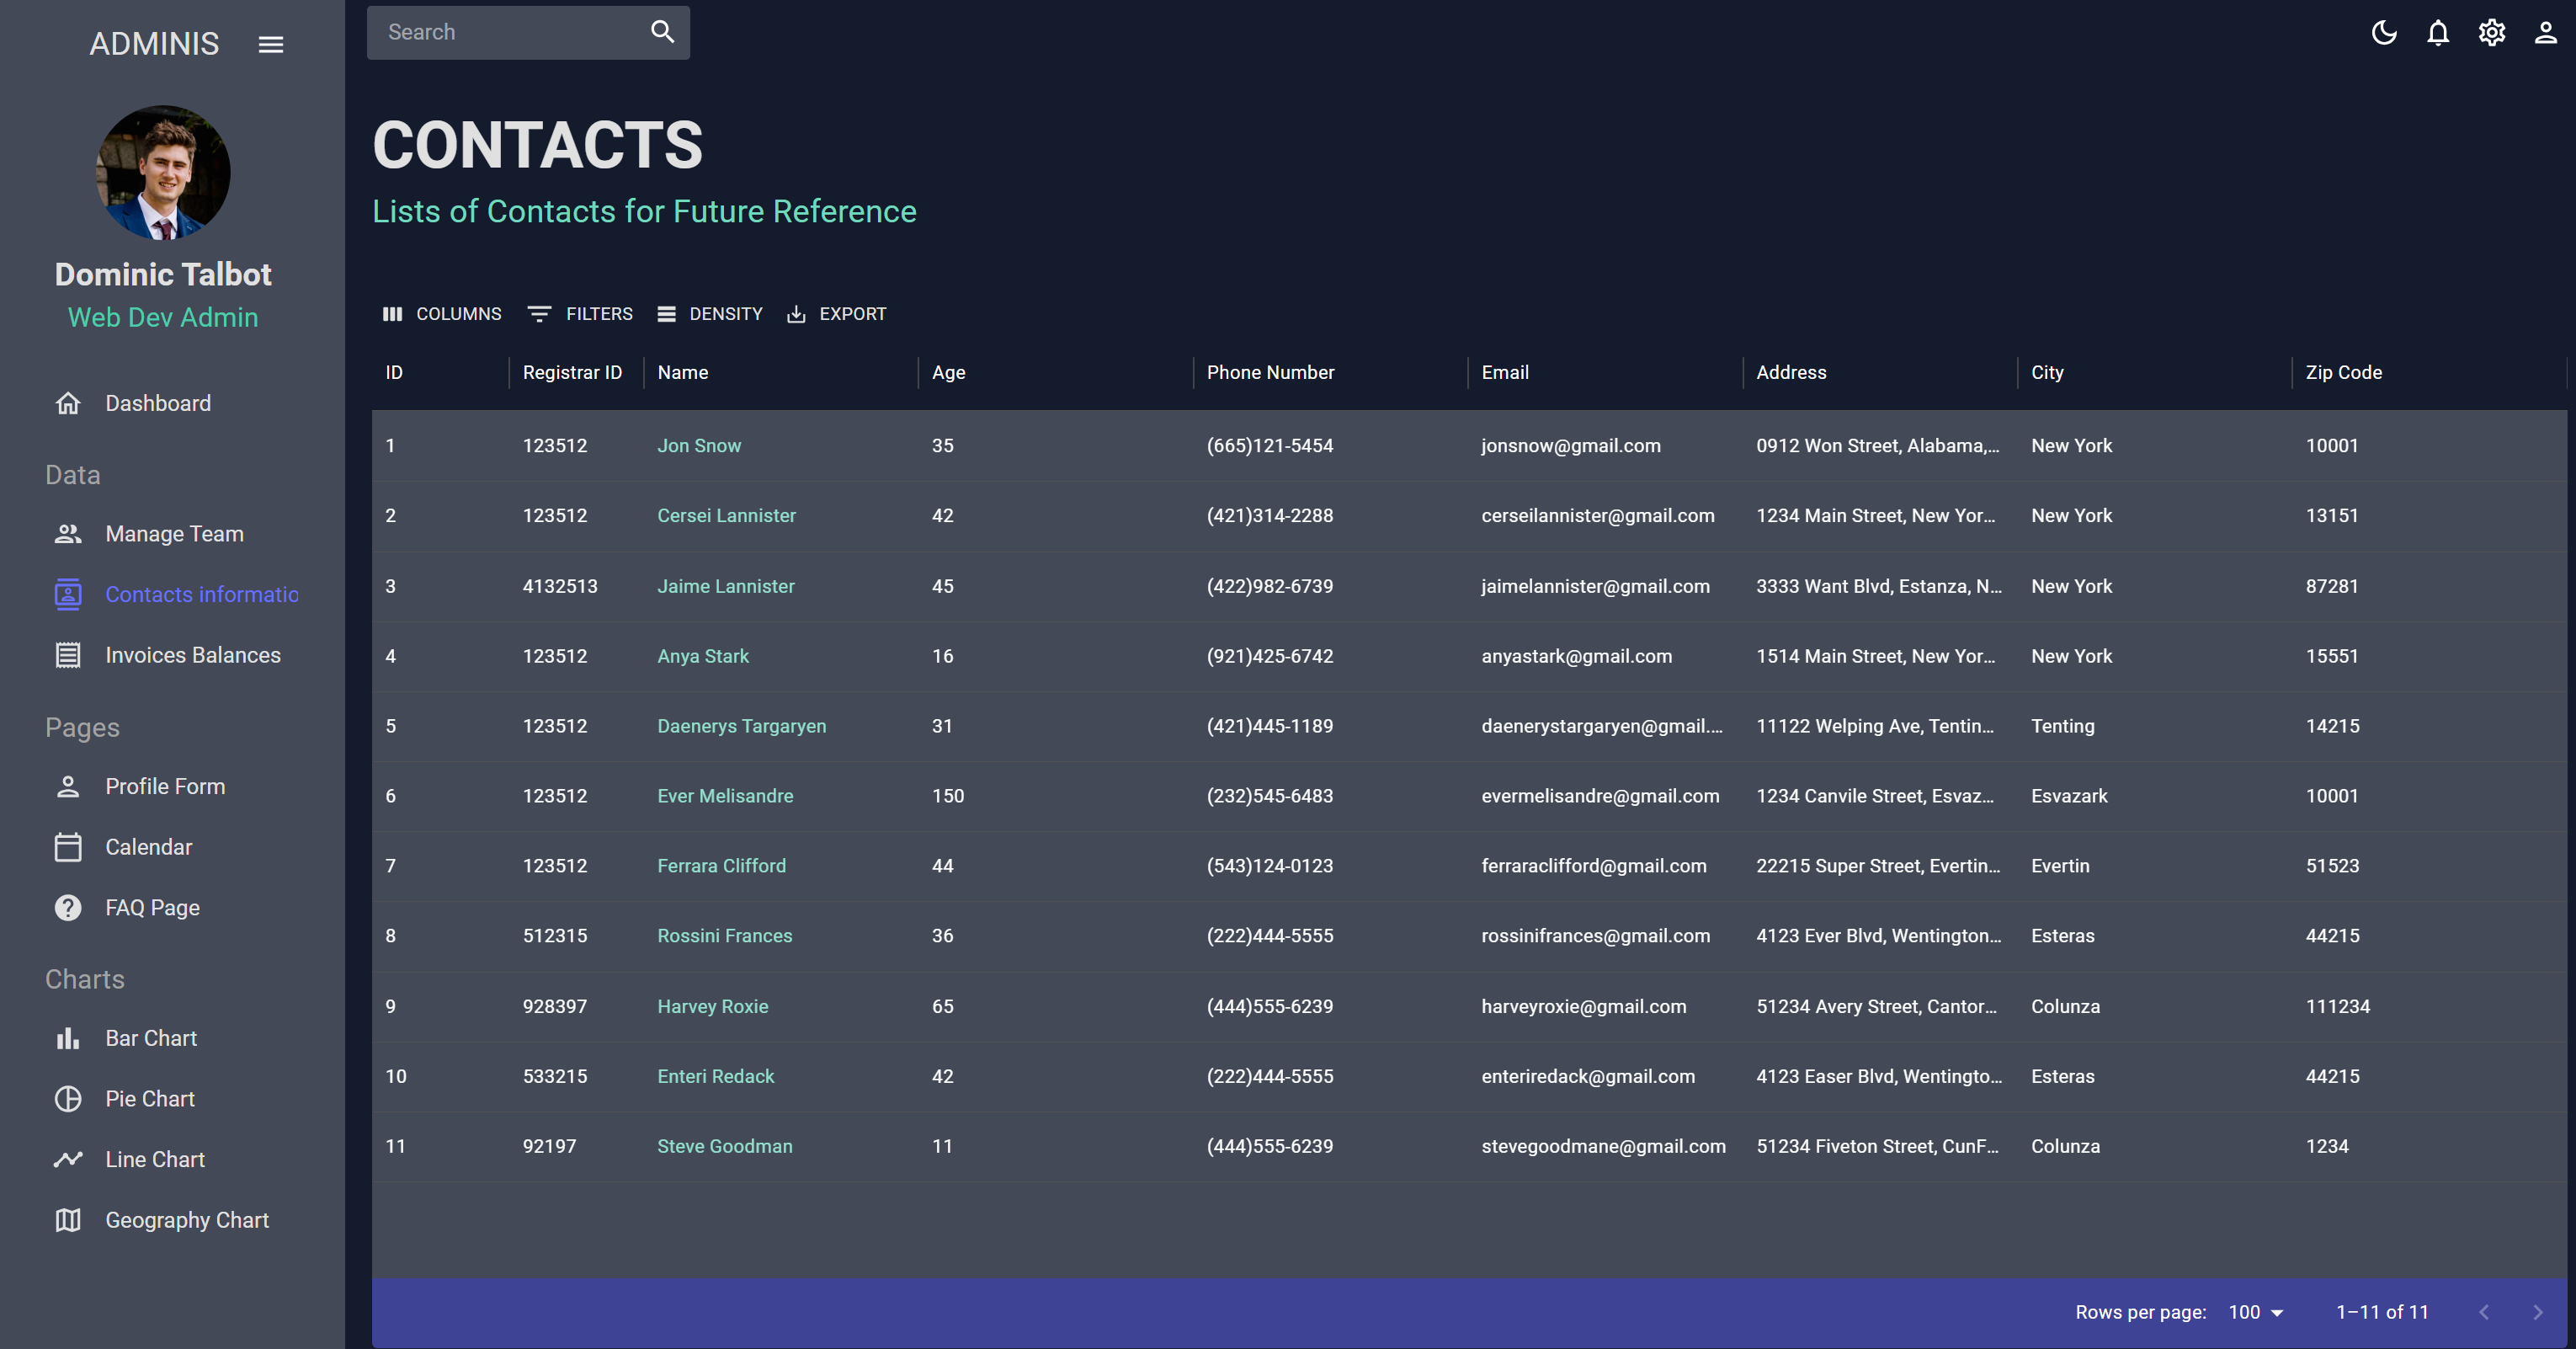 ADMINIS
Dominic Talbot
Web Dev Admin
Dashboard
Data
Manage Team
Contacts informatio
Invoices Balances
Pages
Profile Form
Calendar
FAQ Page
Charts
Bar Chart
Pie Chart
Line Chart
Geography Chart
Search
CONTACTS
Lists of Contacts for Future Reference
COLUMNS FILTERS DENSITY EXPORT
ID Registrar ID Name Age Phone Number Email Address City Zip Code
1 123512 Jon Snow 35 (665)121-5454 jonsnow@gmail.com 0912 Won Street, Alabama,... New York 10001
2 123512 Cersei Lannister 42 (421)314-2288 cerseilannister@gmail.com 1234 Main Street, New Yor... New York 13151
3 4132513 Jaime Lannister 45 (422)982-6739 jaimelannister@gmail.com 3333 Want Blvd, Estanza, N... New York 87281
4 123512 Anya Stark 16 (921)425-6742 anyastark@gmail.com 1514 Main Street, New Yor... New York 15551
5 123512 Daenerys Targaryen 31 (421)445-1189 daenerystargaryen@gmail.... 11122 Welping Ave, Tentin... Tenting 14215
6 123512 Ever Melisandre 150 (232)545-6483 evermelisandre@gmail.com 1234 Canvile Street, Esvaz... Esvazark 10001
7 123512 Ferrara Clifford 44 (543)124-0123 ferraraclifford@gmail.com 22215 Super Street, Evertin... Evertin 51523
8 512315 Rossini Frances 36 (222)444-5555 rossinifrances@gmail.com 4123 Ever Blvd, Wentington... Esteras 44215
9 928397 Harvey Roxie 65 (444)555-6239 harveyroxie@gmail.com 51234 Avery Street, Cantor... Colunza 111234
10 533215 Enteri Redack 42 (222)444-5555 enteriredack@gmail.com 4123 Easer Blvd, Wentingto... Esteras 44215
11 92197 Steve Goodman 11 (444)555-6239 stevegoodmane@gmail.com 51234 Fiveton Street, CunF... Colunza 1234
Rows per page: 100 1–11 of 11